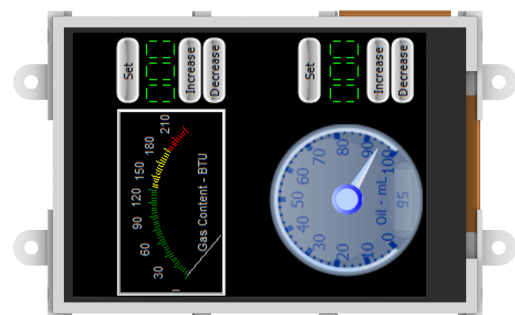 30 60 90 120 150 180 210
Gas Content - BTU
Set
Increase
Decrease
0 10 20 30 40 50 60 70 80 90 100
Oil - mL
95
Set
Increase
Decrease